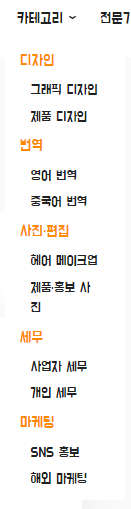 카테고리 전문
디자인
그래픽 디자인
제품 디자인
번역
영어 번역
중국어 번역
사진·편집
헤어 메이크업
제품·홍보 사
진
세무
사업자 세무
개인 세무
마케팅
SNS 홍보
해외 마케팅